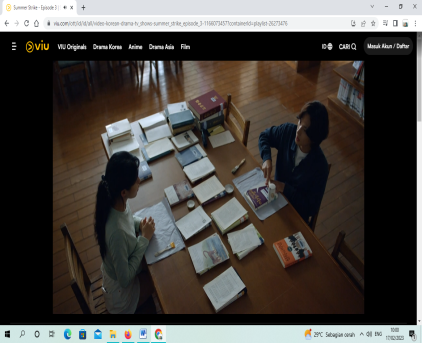 Summer Strike - Episode 3
viu.com/ott/id/id/all/video-korean-drama-tv_shows-summer_strike_episode_3-1166073457?containerId=playlist-26273476
viu VIU Originals Drama Korea Anime Drama Asia Film ID CARI Masuk Akun / Daftar
29°C Sebagian cerah ENG 10:00
17/02/2023